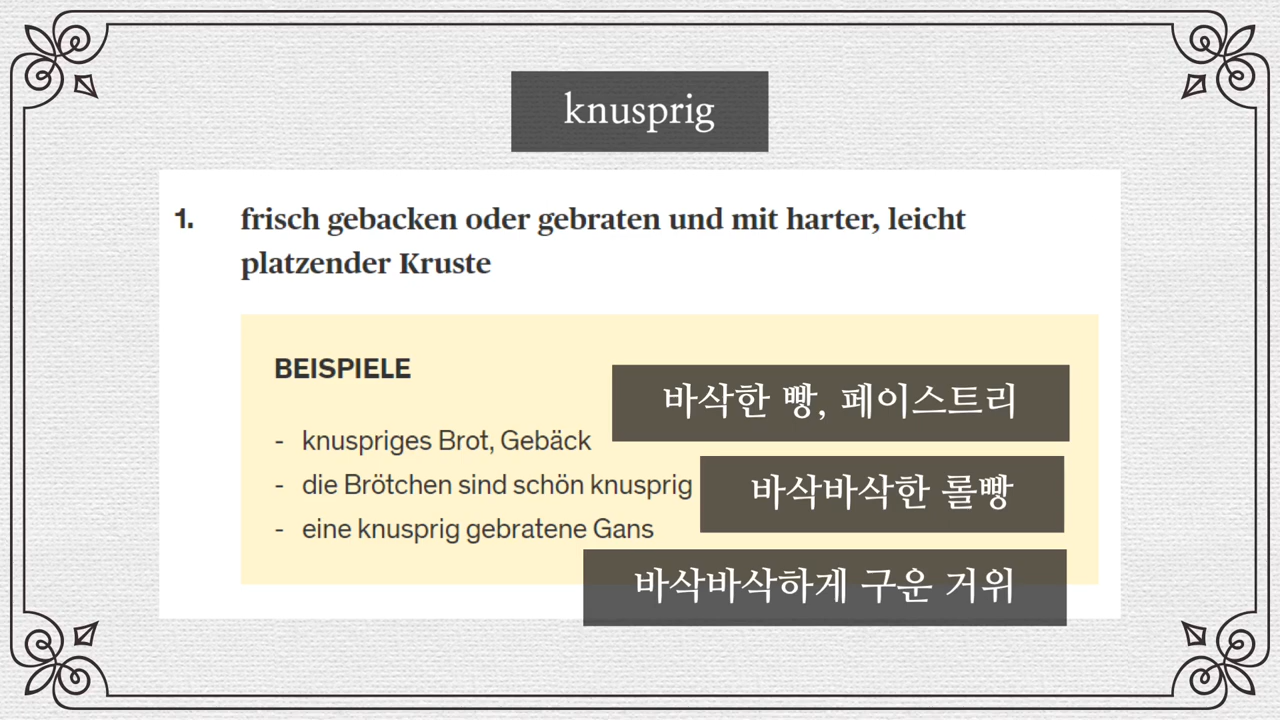 knusprig
1. frisch gebacken oder gebraten und mit harter, leicht
platzender Kruste
BEISPIELE
- knuspriges Brot, Gebäck
바삭한 빵, 페이스트리
- die Brötchen sind schön knusprig
바삭바삭한 롤빵
- eine knusprig gebratene Gans
바삭바삭하게 구운 거위